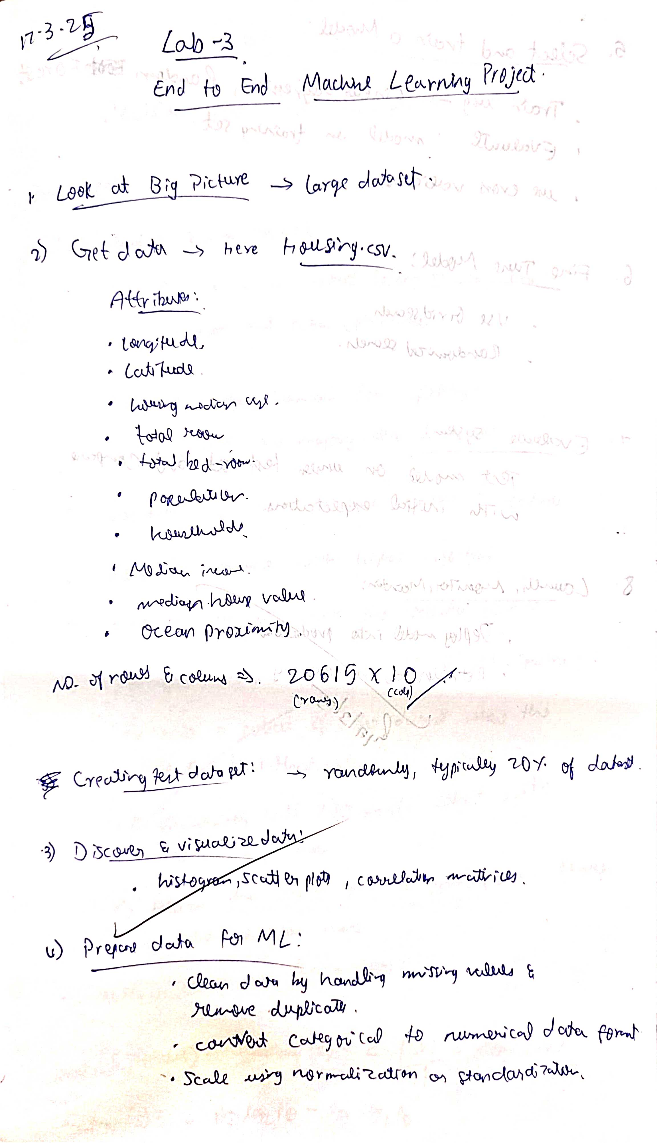 17-3-25
Lab-3
End to End Machine Learning Project.
1. Look at Big Picture → large dataset.
2) Get data → here Housing.csv.
Attributes:
• longitude,
• Latitude.
• housing median age.
• total room
• total bed-room
• population.
• households.
• Median income.
• median house value.
• Ocean Proximity
NO. of rows & colums ⇒ 20615 x 10
(rows) (cols)
Creating test dataset: → randomly, typically 20% of dataset.
3) Discover & visualize data:
• histogram, scatter plots, correlation matrices.
4) Prepare data for ML:
• clean data by handling missing values &
remove duplicate.
• convert categorical to numerical data format
• Scale using normalization or standardization.